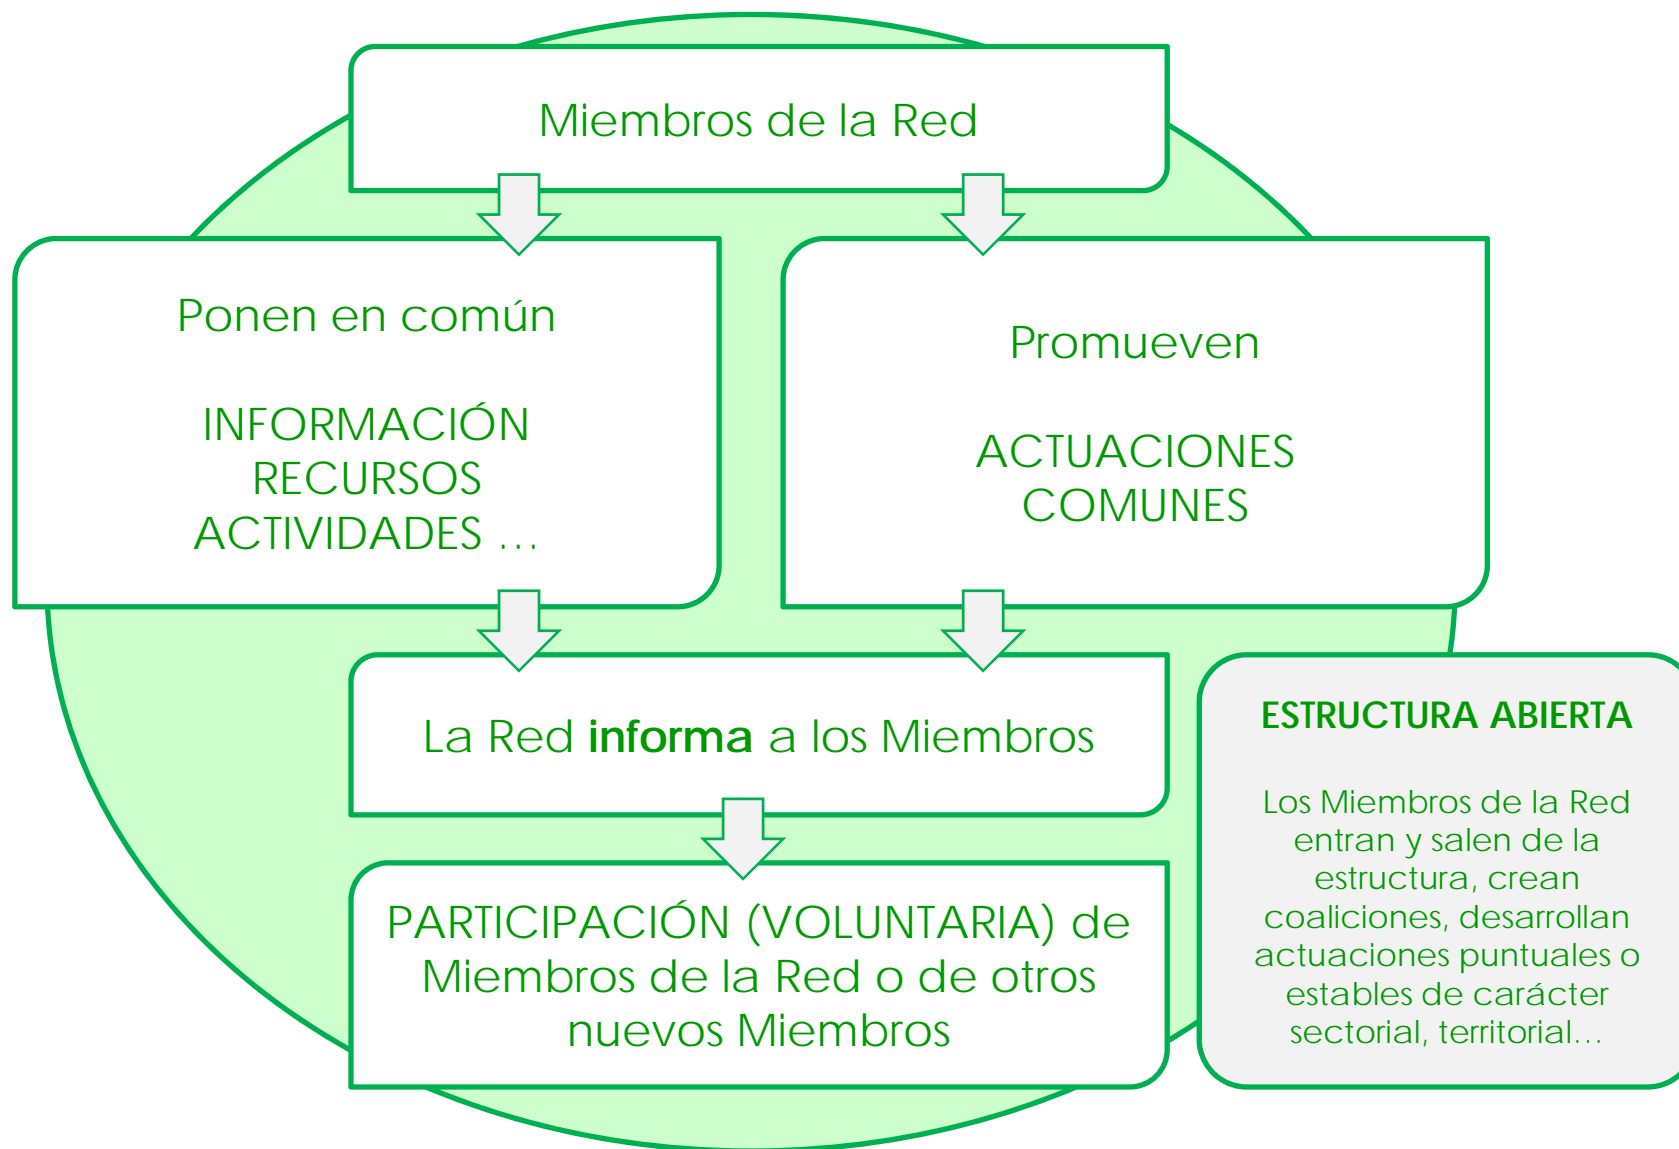 Miembros de la Red
Ponen en común
INFORMACIÓN
RECURSOS
ACTIVIDADES …
Promueven
ACTUACIONES
COMUNES
La Red informa a los Miembros
PARTICIPACIÓN (VOLUNTARIA) de
Miembros de la Red o de otros
nuevos Miembros
ESTRUCTURA ABIERTA
Los Miembros de la Red
entran y salen de la
estructura, crean
coaliciones, desarrollan
actuaciones puntuales o
estables de carácter
sectorial, territorial…